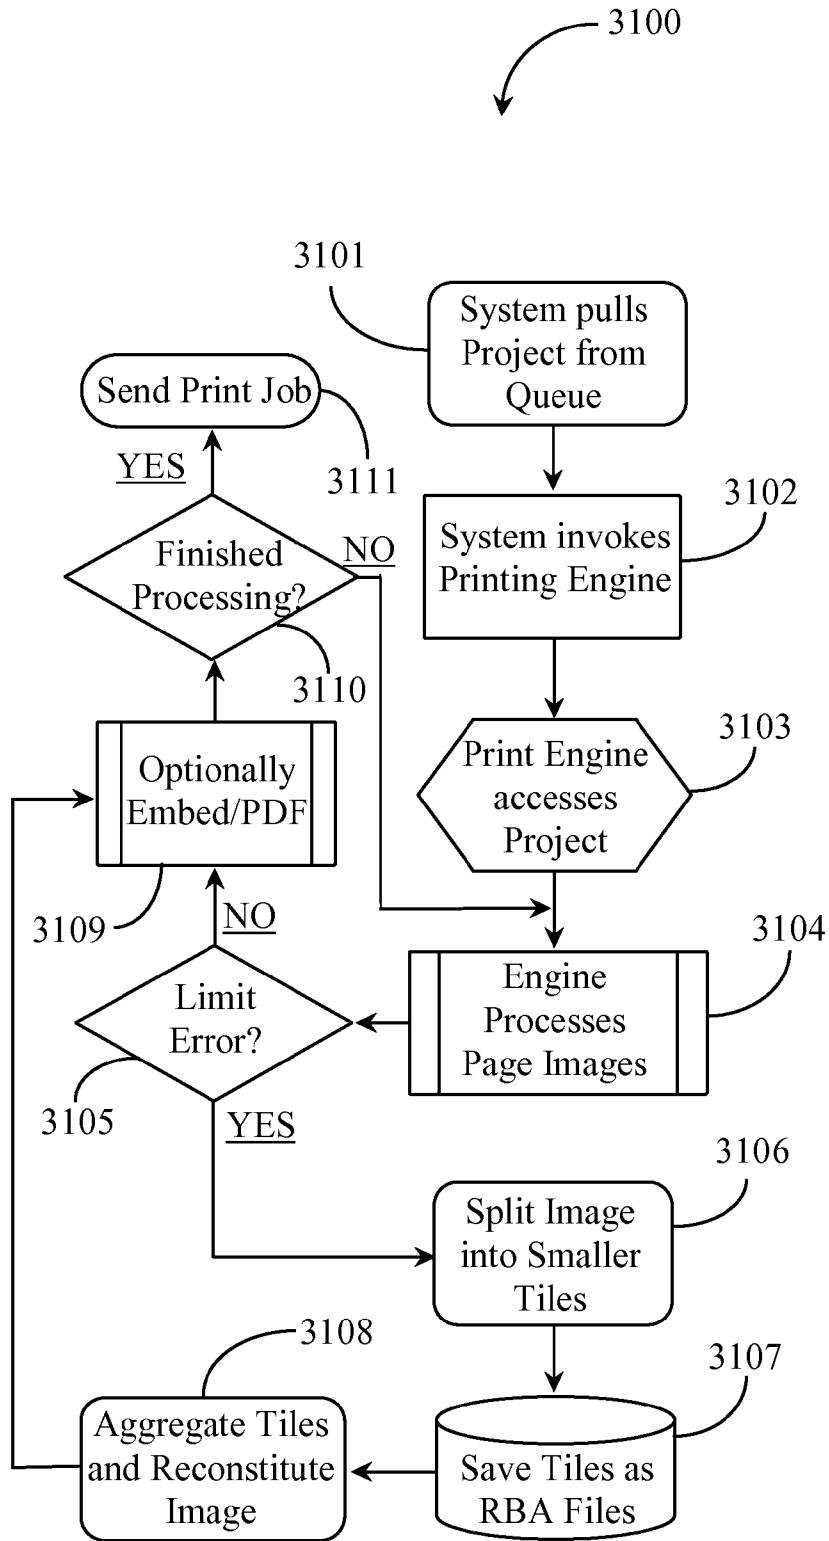 3100
3101
System pulls
Project from
Queue
Send Print Job
3111
YES
3102
System invokes
Printing Engine
Finished
Processing?
NO
3110
3103
Print Engine
accesses
Project
Optionally
Embed/PDF
3109
NO
3104
Engine
Processes
Page Images
Limit
Error?
3105
YES
3106
Split Image
into Smaller
Tiles
3108
3107
Aggregate Tiles
and Reconstitute
Image
Save Tiles as
RBA Files